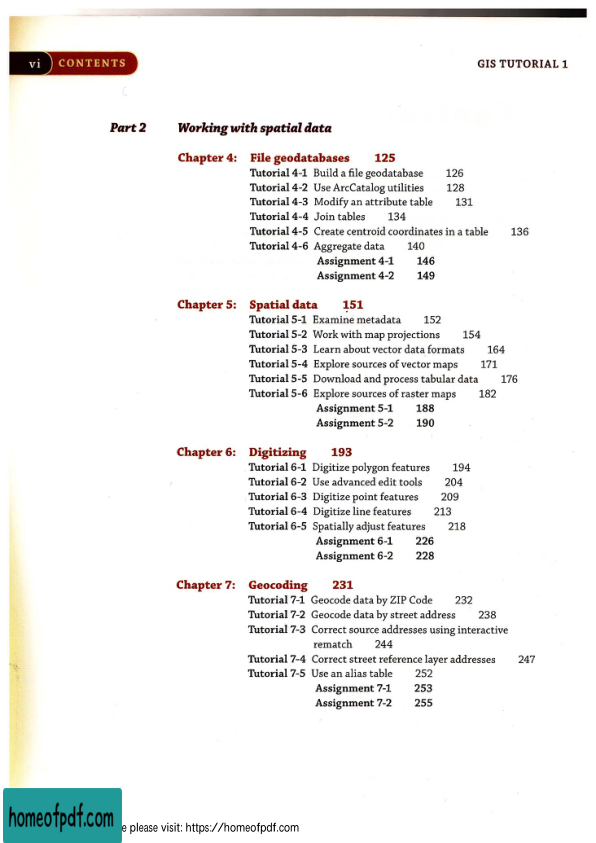 vi CONTENTS GIS TUTORIAL 1
Part 2 Working with spatial data
Chapter 4: File geodatabases 125
Tutorial 4-1 Build a file geodatabase 126
Tutorial 4-2 Use ArcCatalog utilities 128
Tutorial 4-3 Modify an attribute table 131
Tutorial 4-4 Join tables 134
Tutorial 4-5 Create centroid coordinates in a table 136
Tutorial 4-6 Aggregate data 140
Assignment 4-1 146
Assignment 4-2 149
Chapter 5: Spatial data 151
Tutorial 5-1 Examine metadata 152
Tutorial 5-2 Work with map projections 154
Tutorial 5-3 Learn about vector data formats 164
Tutorial 5-4 Explore sources of vector maps 171
Tutorial 5-5 Download and process tabular data 176
Tutorial 5-6 Explore sources of raster maps 182
Assignment 5-1 188
Assignment 5-2 190
Chapter 6: Digitizing 193
Tutorial 6-1 Digitize polygon features 194
Tutorial 6-2 Use advanced edit tools 204
Tutorial 6-3 Digitize point features 209
Tutorial 6-4 Digitize line features 213
Tutorial 6-5 Spatially adjust features 218
Assignment 6-1 226
Assignment 6-2 228
Chapter 7: Geocoding 231
Tutorial 7-1 Geocode data by ZIP Code 232
Tutorial 7-2 Geocode data by street address 238
Tutorial 7-3 Correct source addresses using interactive
rematch 244
Tutorial 7-4 Correct street reference layer addresses 247
Tutorial 7-5 Use an alias table 252
Assignment 7-1 253
Assignment 7-2 255
homeofpdf.com
e please visit: https://homeofpdf.com